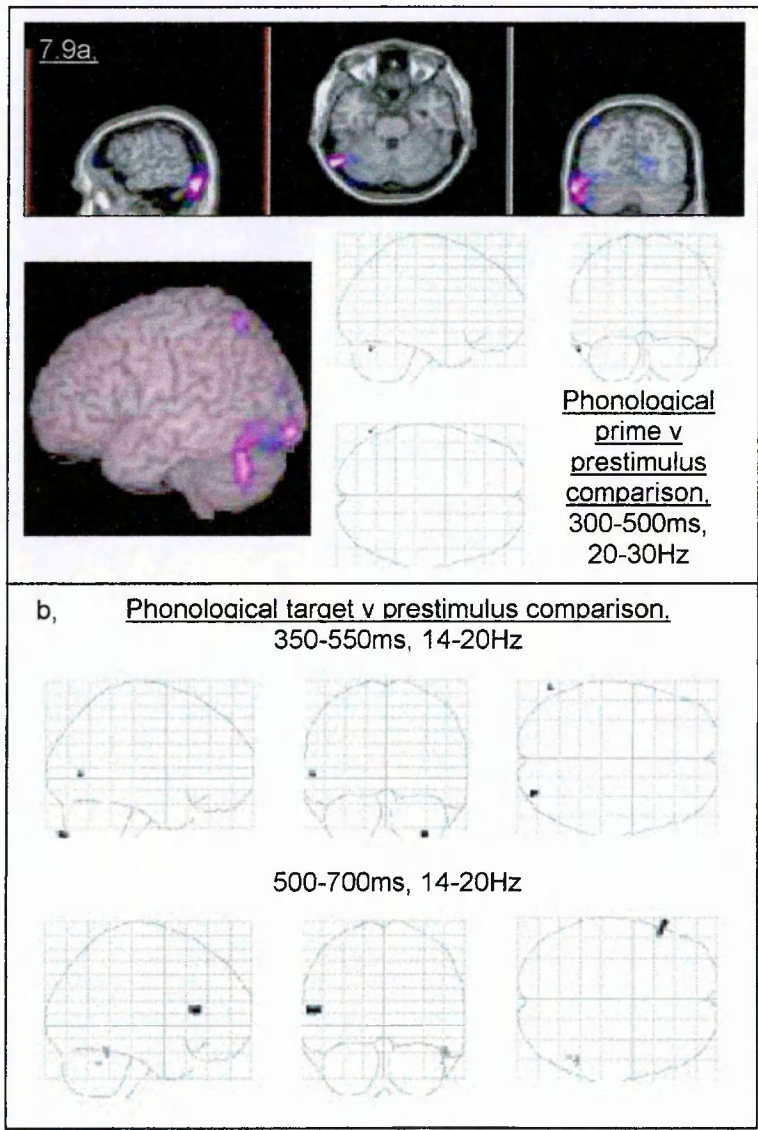 7.9a,
Phonological
prime v
prestimulus
comparison,
300-500ms,
20-30Hz
b,
Phonological target v prestimulus comparison,
350-550ms, 14-20Hz
500-700ms, 14-20Hz